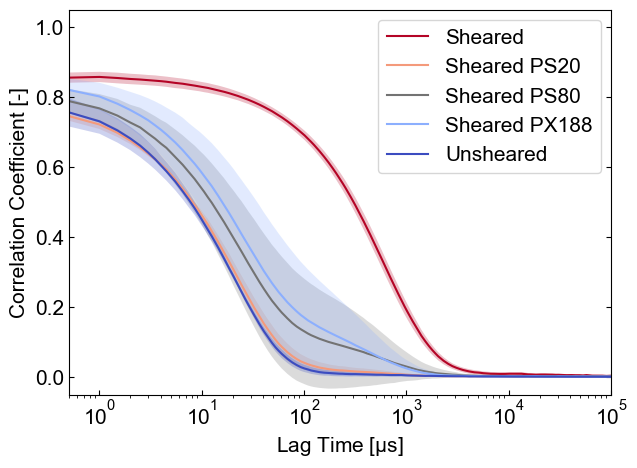 Correlation Coefficient [-]
1.0
0.8
0.6
0.4
0.2
0.0
Sheared
Sheared PS20
Sheared PS80
Sheared PX188
Unsheared
10⁰ 10¹ 10² 10³ 10⁴ 10⁵
Lag Time [µs]